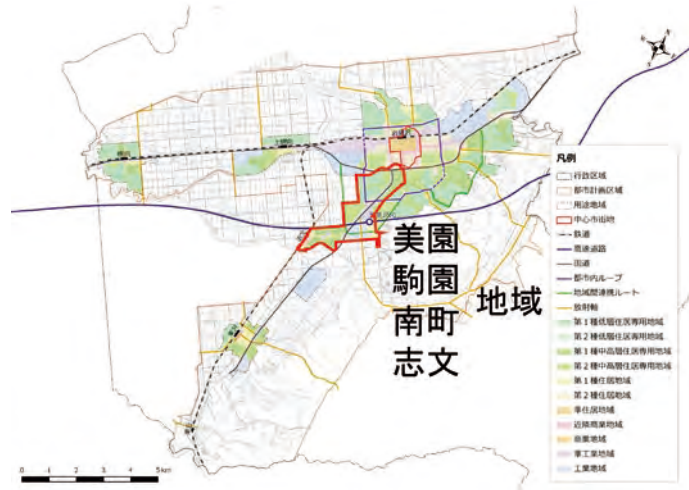 美園
駒園
南町
志文
地域
凡例
行政区域
都市計画区域
用途地域
中心市街地
鉄道
高速道路
国道
都市内ループ
地域間連携ルート
放射軸
第1種低層住居専用地域
第2種低層住居専用地域
第1種中高層住居専用地域
第2種中高層住居専用地域
第1種住居地域
第2種住居地域
準住居地域
近隣商業地域
商業地域
準工業地域
工業地域
0 1 2 3 4 5km